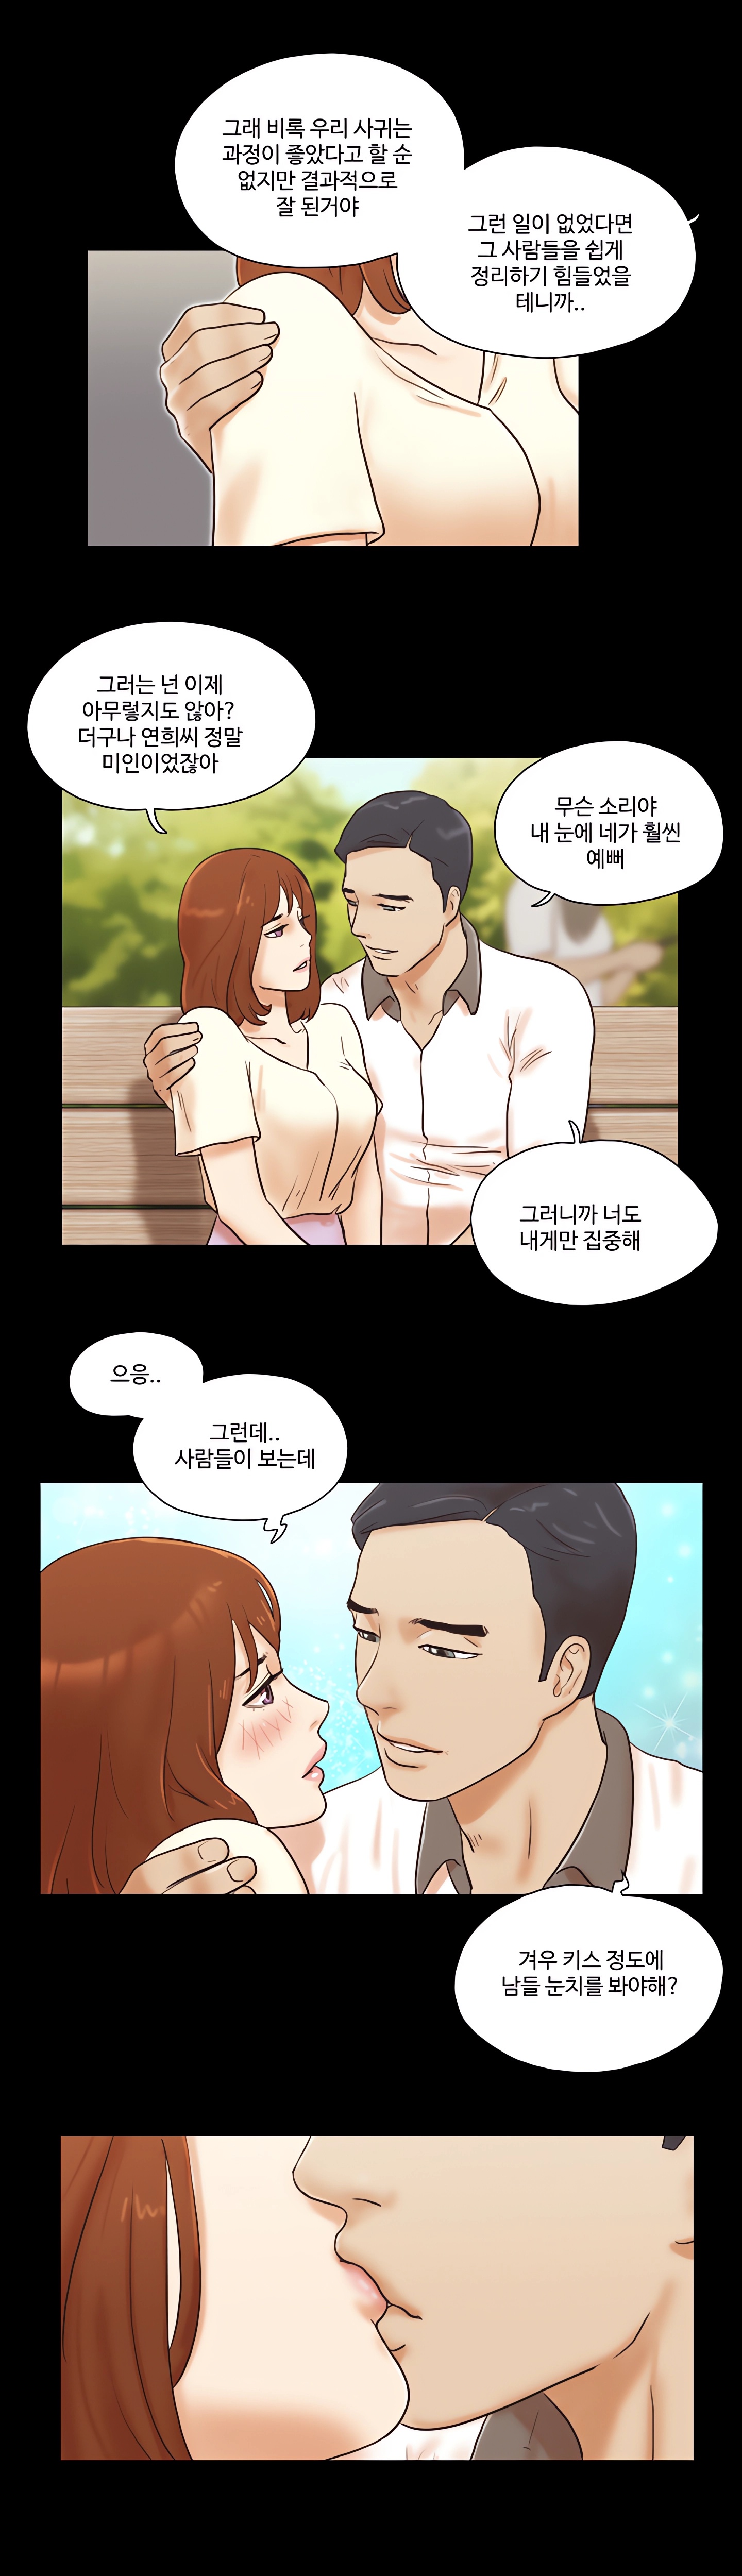 그래 비록 우리 사귀는
과정이 좋았다고 할 순
없지만 결과적으로
잘 된거야
그런 일이 없었다면
그 사람들을 쉽게
정리하기 힘들었을
테니까..
그러는 넌 이제
아무렇지도 않아?
더구나 연희씨 정말
미인이었잖아
무슨 소리야
내 눈에 네가 훨씬
예뻐
그러니까 너도
내게만 집중해
으응..
그런데..
사람들이 보는데
겨우 키스 정도에
남들 눈치를 봐야해?